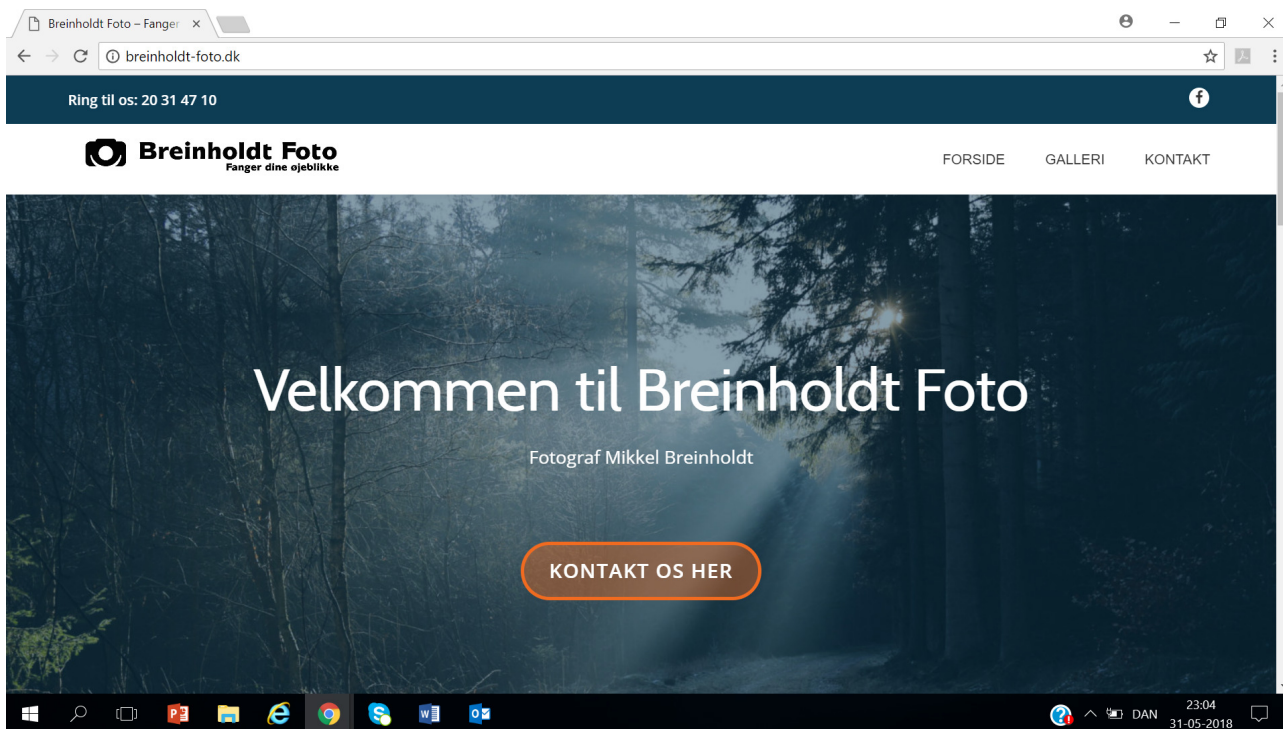 Breinholdt Foto – Fanger
breinholdt-foto.dk
Ring til os: 20 31 47 10
Breinholdt Foto
Fanger dine øjeblikke
FORSIDE GALLERI KONTAKT
Velkommen til Breinholdt Foto
Fotograf Mikkel Breinholdt
KONTAKT OS HER
DAN
23:04
31-05-2018